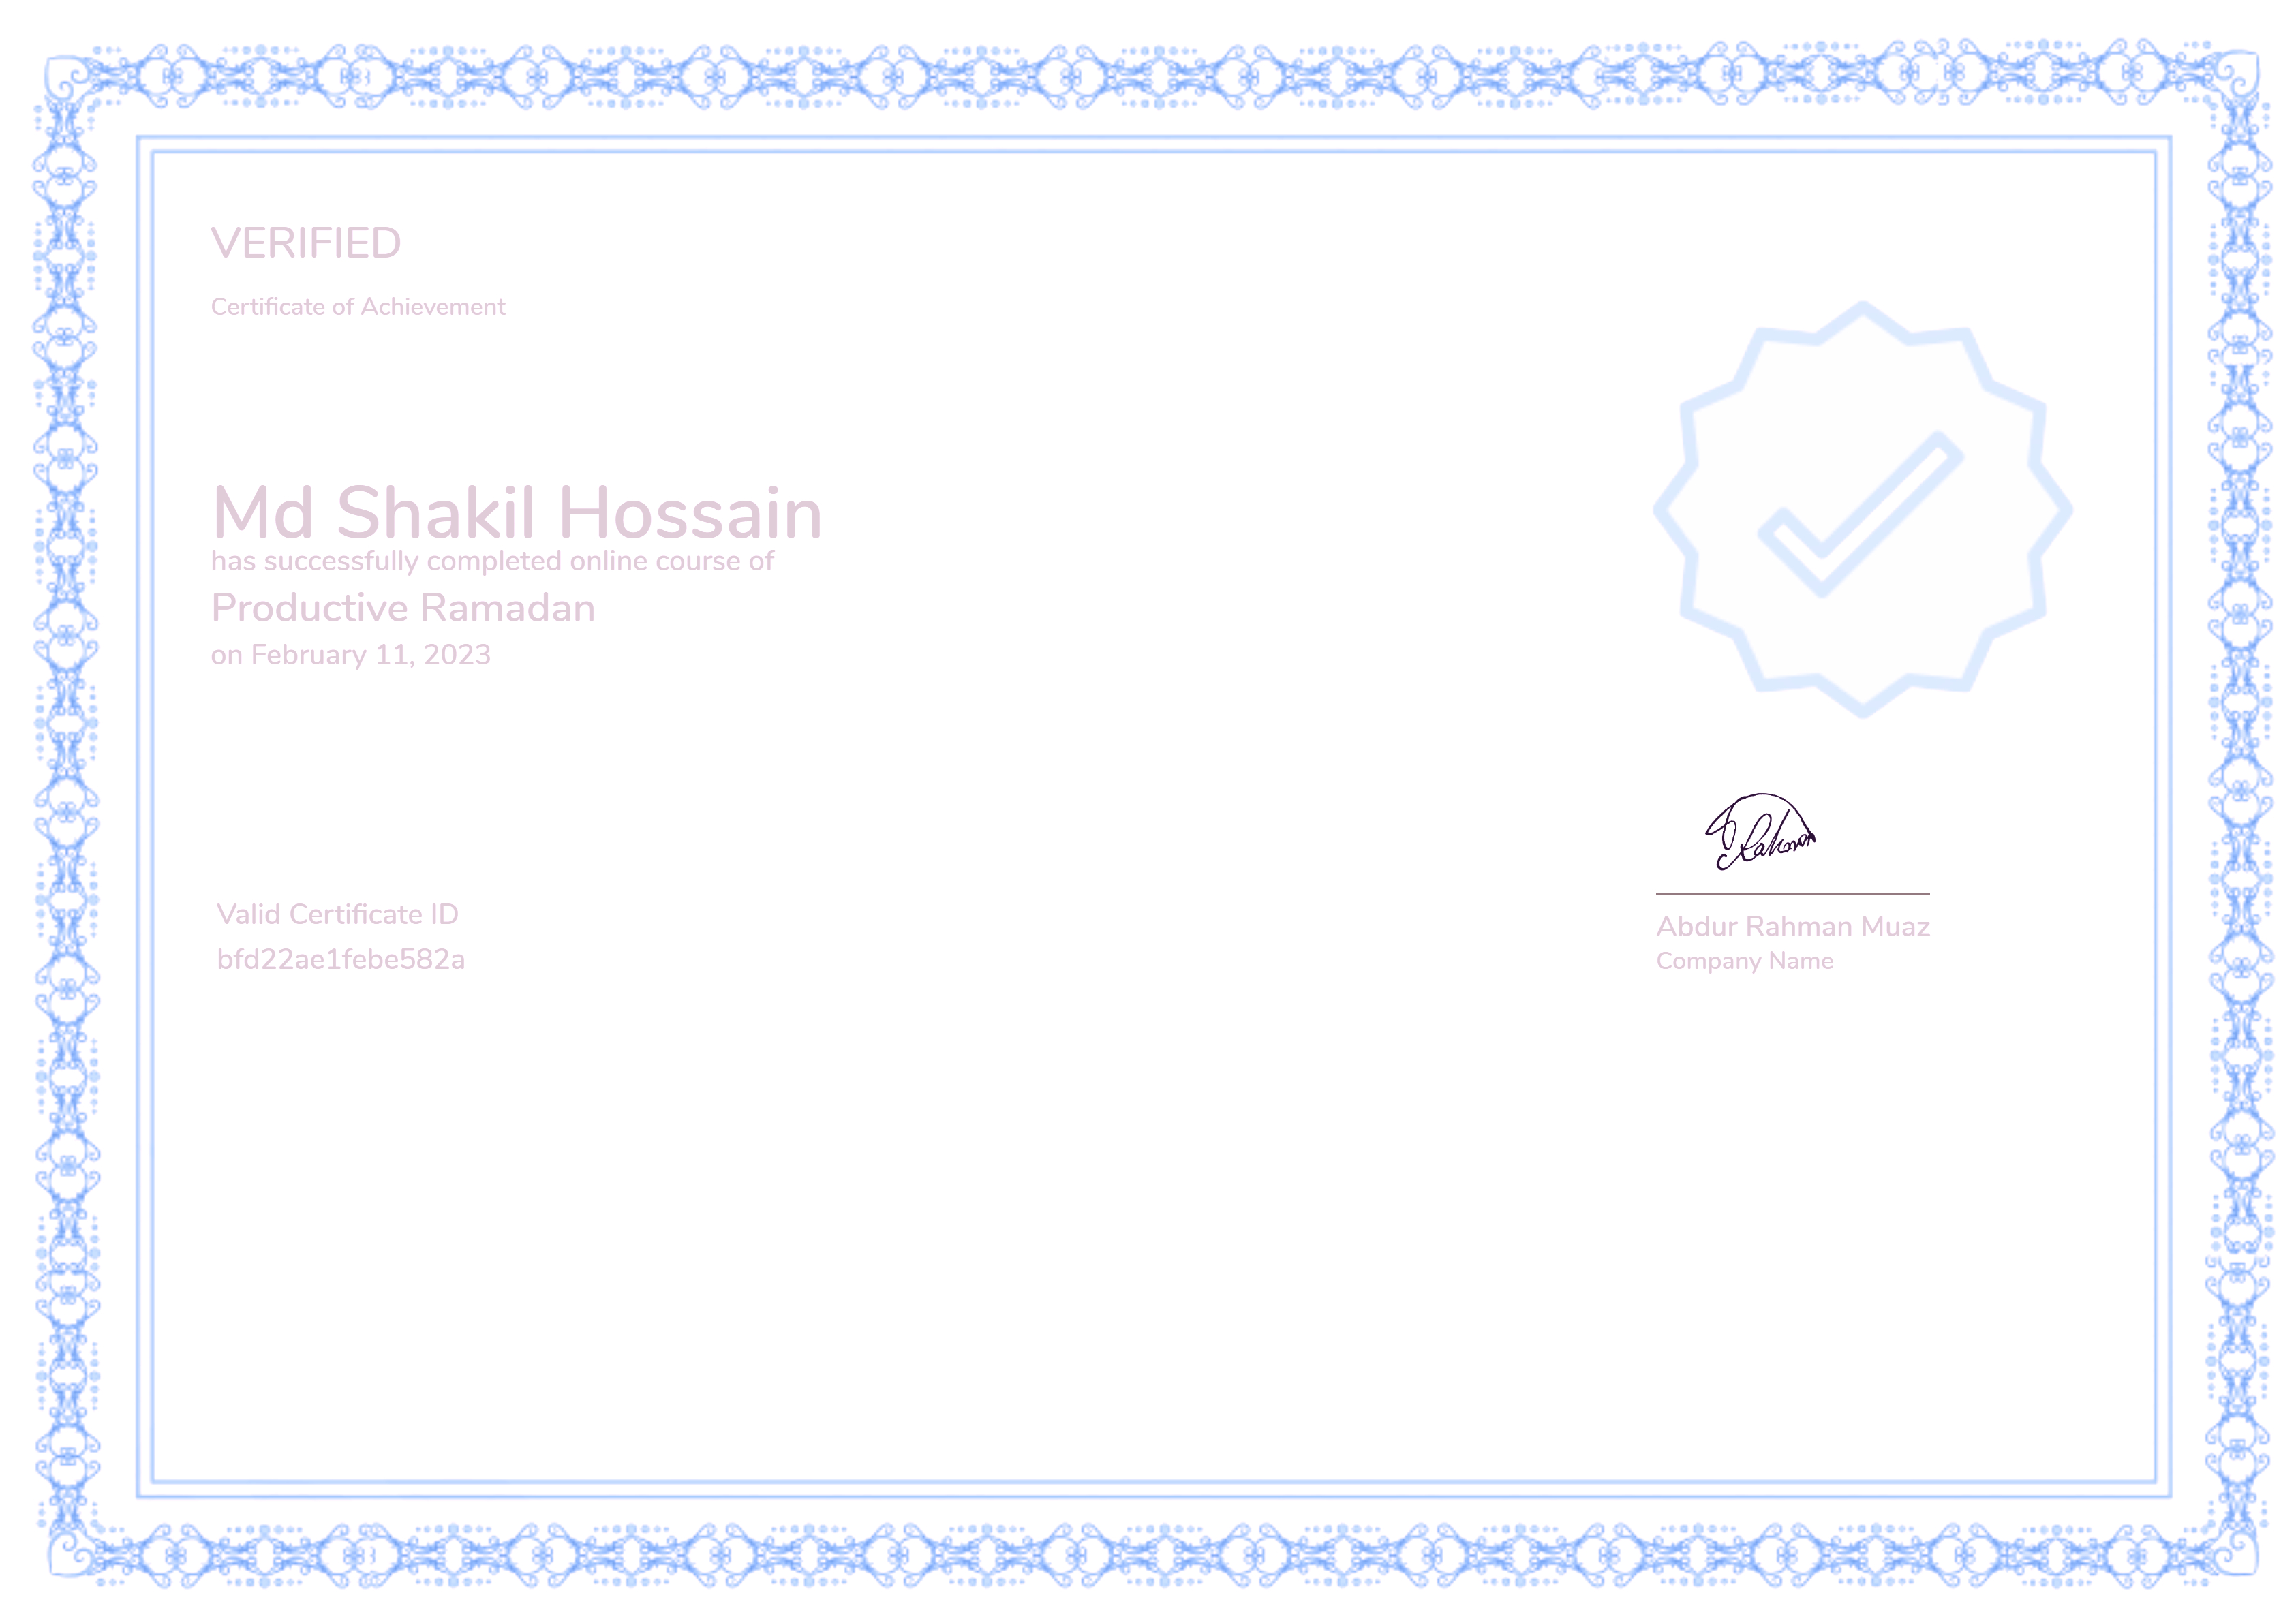 VERIFIED
Certificate of Achievement
Md Shakil Hossain
has successfully completed online course of
Productive Ramadan
on February 11, 2023
Valid Certificate ID
bfd22ae1febe582a
Rahman
Abdur Rahman Muaz
Company Name